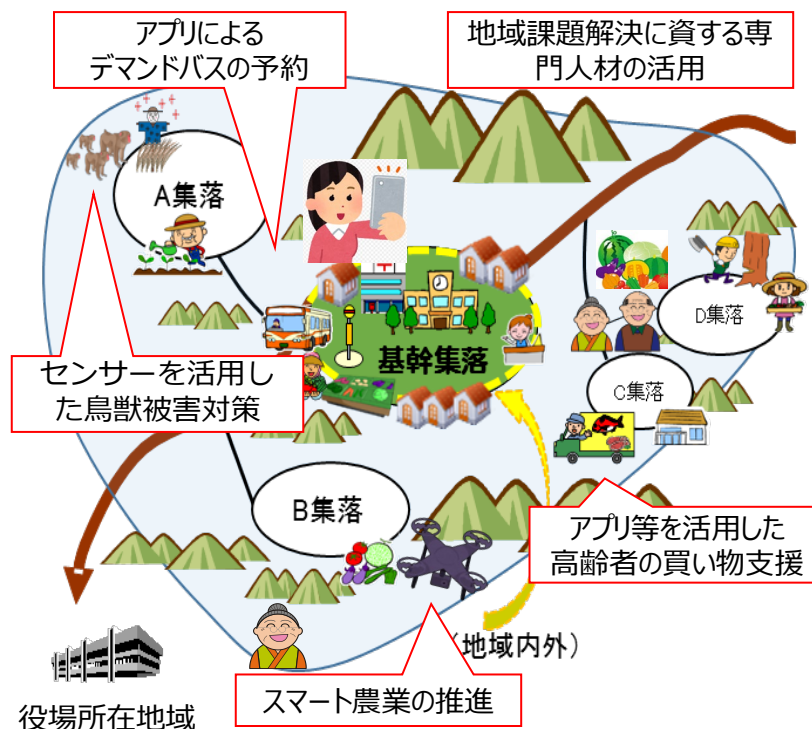 アプリによる
デマンドバスの予約
地域課題解決に資する専
門人材の活用
A集落
D集落
基幹集落
センサーを活用し
た鳥獣被害対策
C集落
B集落
アプリ等を活用した
高齢者の買い物支援
(地域内外)
スマート農業の推進
役場所在地域